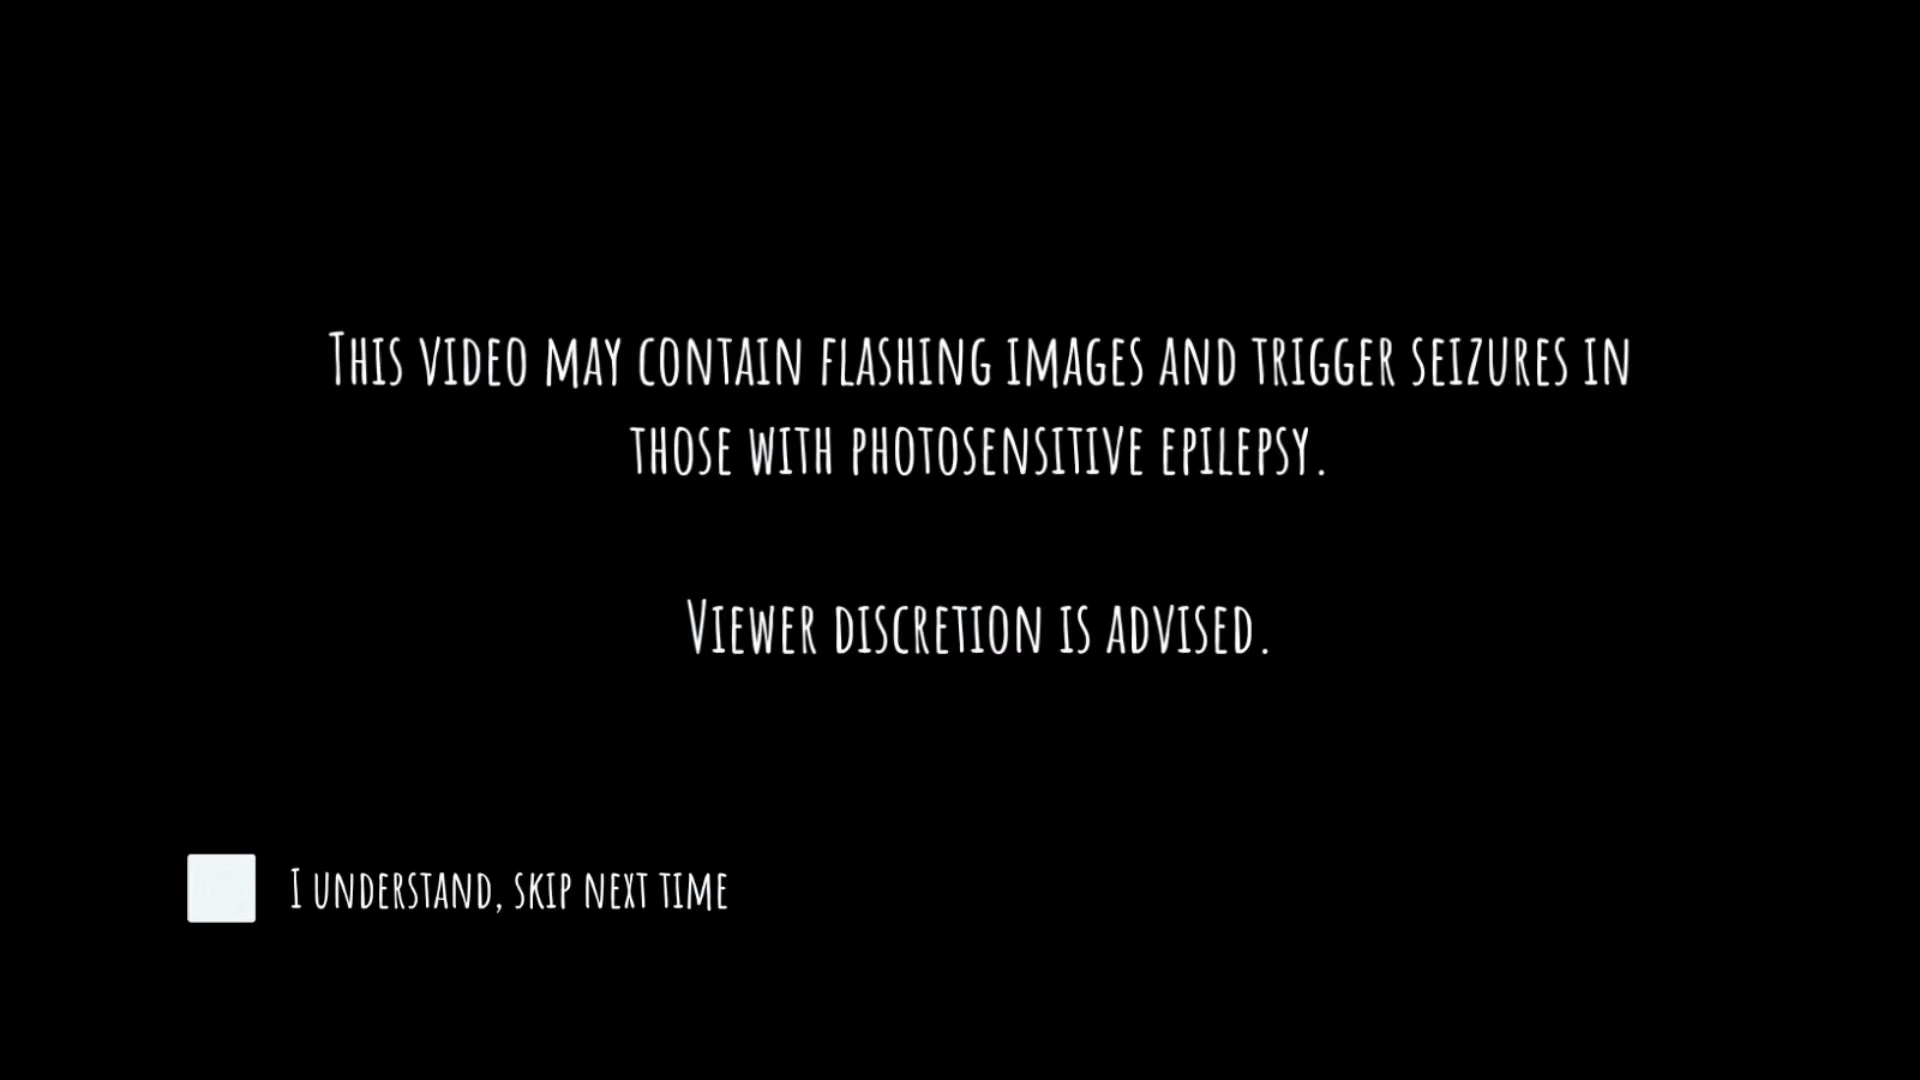 This video may contain flashing images and trigger seizures in
those with photosensitive epilepsy.
Viewer discretion is advised.
I understand, skip next time